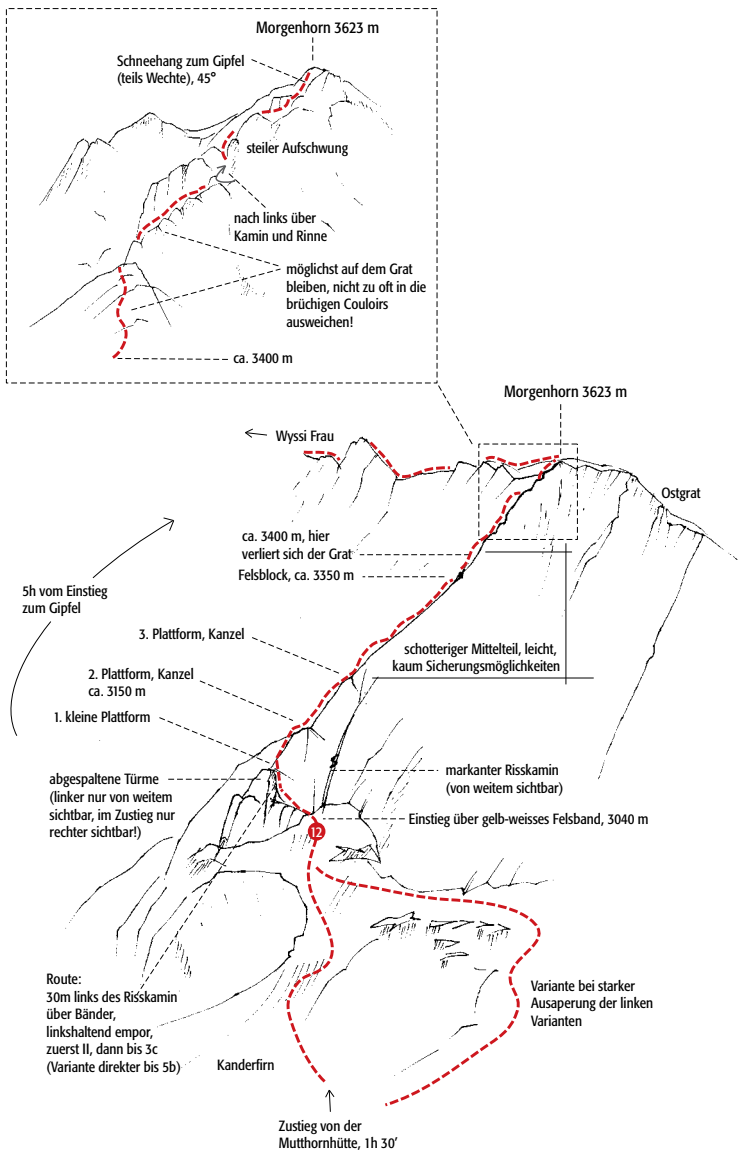 Morgenhorn 3623 m
Schneehang zum Gipfel
(teils Wechte), 45°
steiler Aufschwung
nach links über
Kamin und Rinne
möglichst auf dem Grat
bleiben, nicht zu oft in die
brüchigen Couloirs
ausweichen!
ca. 3400 m
Morgenhorn 3623 m
Wyssi Frau
Ostgrat
ca. 3400 m, hier
verliert sich der Grat
Felsblock, ca. 3350 m
5h vom Einstieg
zum Gipfel
3. Plattform, Kanzel
schotteriger Mittelteil, leicht,
kaum Sicherungsmöglichkeiten
2. Plattform, Kanzel
ca. 3150 m
1. kleine Plattform
abgespaltene Türme
(linker nur von weitem
sichtbar, im Zustieg nur
rechter sichtbar!)
markanter Risskamin
(von weitem sichtbar)
Einstieg über gelb-weisses Felsband, 3040 m
12
Route:
30m links des Risskamin
über Bänder,
linkshaltend empor,
zuerst II, dann bis 3c
(Variante direkter bis 5b)
Variante bei starker
Ausaperung der linken
Varianten
Kanderfirn
Zustieg von der
Mutthornhütte, 1h 30'